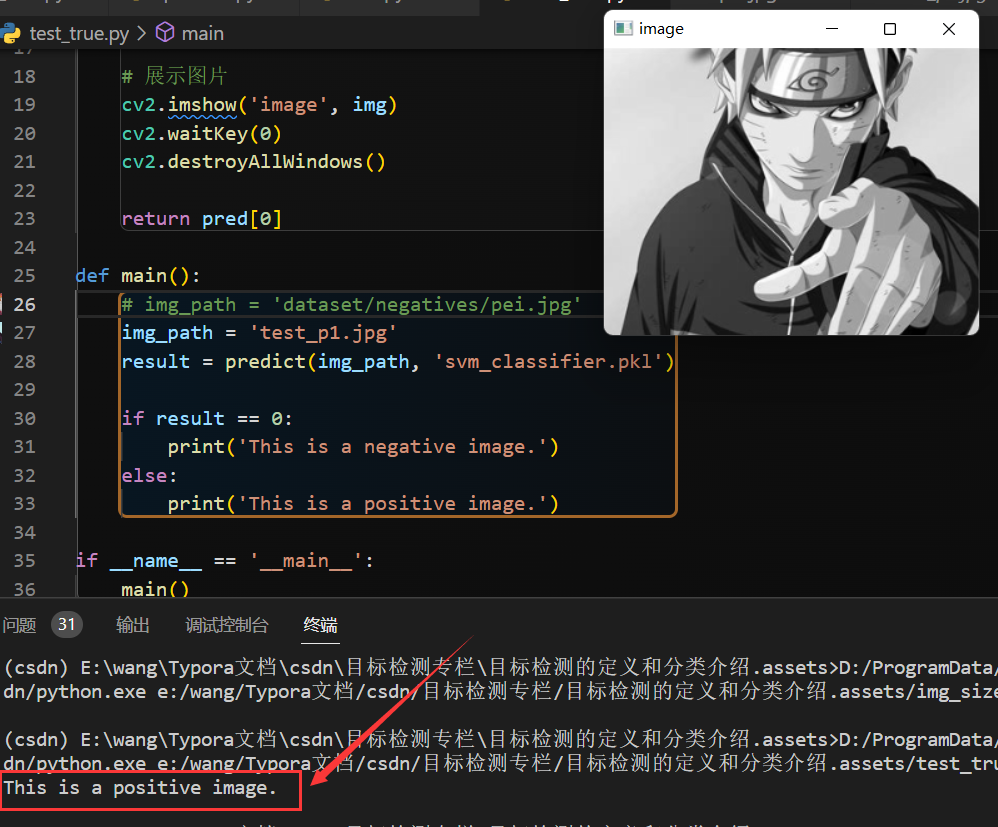 test_true.py > main
image
17
18 # 展示图片
19 cv2.imshow('image', img)
20 cv2.waitKey(0)
21 cv2.destroyAllWindows()
22
23 return pred[0]
24
25 def main():
26 # img_path = 'dataset/negatives/pei.jpg'
27 img_path = 'test_p1.jpg'
28 result = predict(img_path, 'svm_classifier.pkl')
29
30 if result == 0:
31 print('This is a negative image.')
32 else:
33 print('This is a positive image.')
34
35 if __name__ == '__main__':
36 main()
问题 31 输出 调试控制台 终端
(csdn) E:\wang\Typora文档\csdn\目标检测专栏\目标检测的定义和分类介绍.assets>D:/ProgramData/
dn/python.exe e:/wang/Typora文档/csdn/目标检测专栏/目标检测的定义和分类介绍.assets/img_size
(csdn) E:\wang\Typora文档\csdn\目标检测专栏\目标检测的定义和分类介绍.assets>D:/ProgramData/
dn/python.exe e:/wang/Typora文档/csdn/目标检测专栏/目标检测的定义和分类介绍.assets/test_tru
This is a positive image.